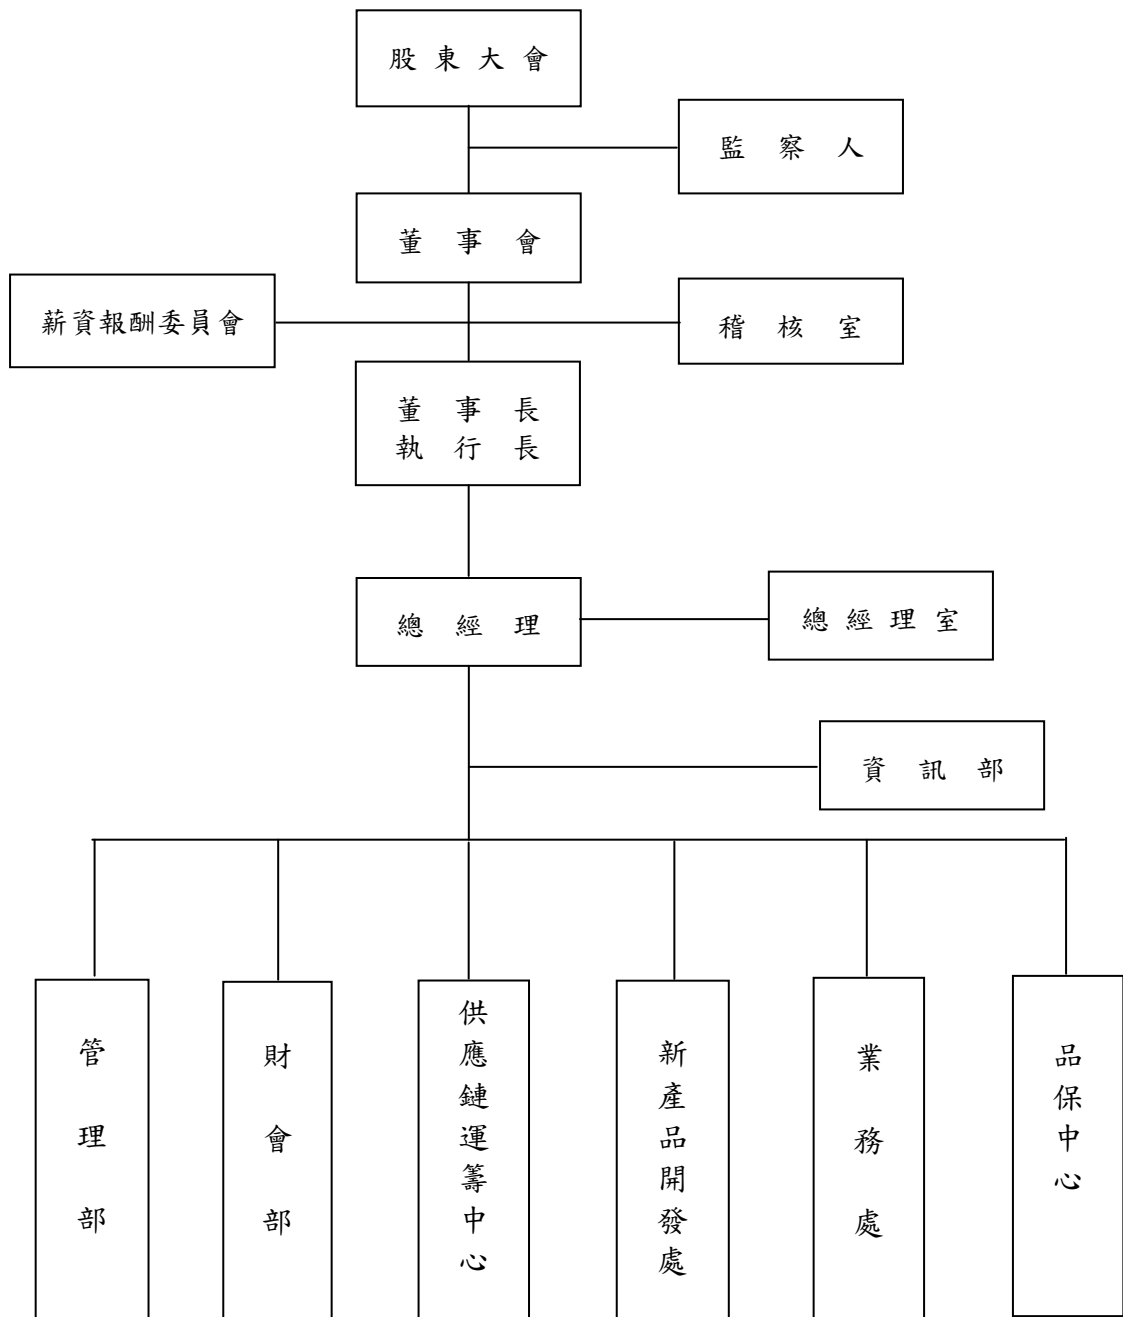 股東大會
監察人
董事會
薪資報酬委員會
稽核室
董事長
執行長
總經理
總經理室
資訊部
管理部
財會部
供應鏈運籌中心
新產品開發處
業務處
品保中心